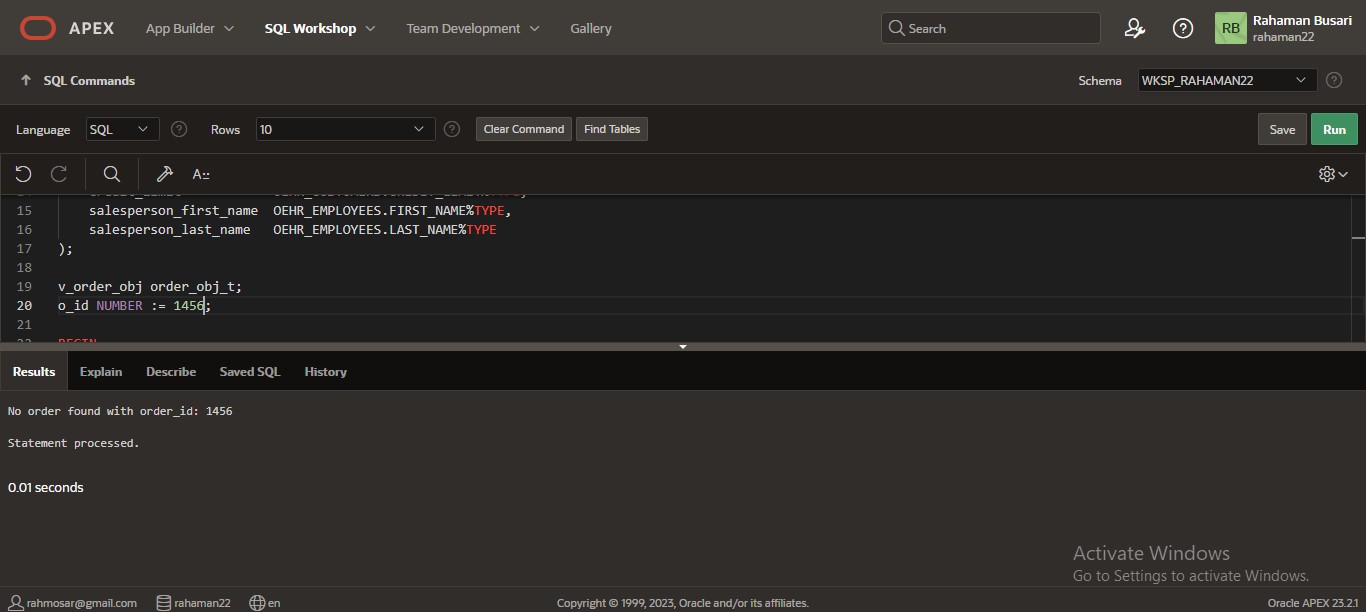 APEX App Builder SQL Workshop Team Development Gallery Search RB Rahaman Busari
rahaman22
SQL Commands Schema WKSP_RAHAMAN22
Language SQL Rows 10 Clear Command Find Tables Save Run
A::
15 salesperson_first_name OEHR_EMPLOYEES.FIRST_NAME%TYPE,
16 salesperson_last_name OEHR_EMPLOYEES.LAST_NAME%TYPE
17 );
18
19 v_order_obj order_obj_t;
20 o_id NUMBER := 1456;
21
22 BEGIN
Results Explain Describe Saved SQL History
No order found with order_id: 1456
Statement processed.
0.01 seconds
Activate Windows
Go to Settings to activate Windows.
rahmosar@gmail.com rahaman22 en Copyright © 1999, 2023, Oracle and/or its affiliates. Oracle APEX 23.2.1